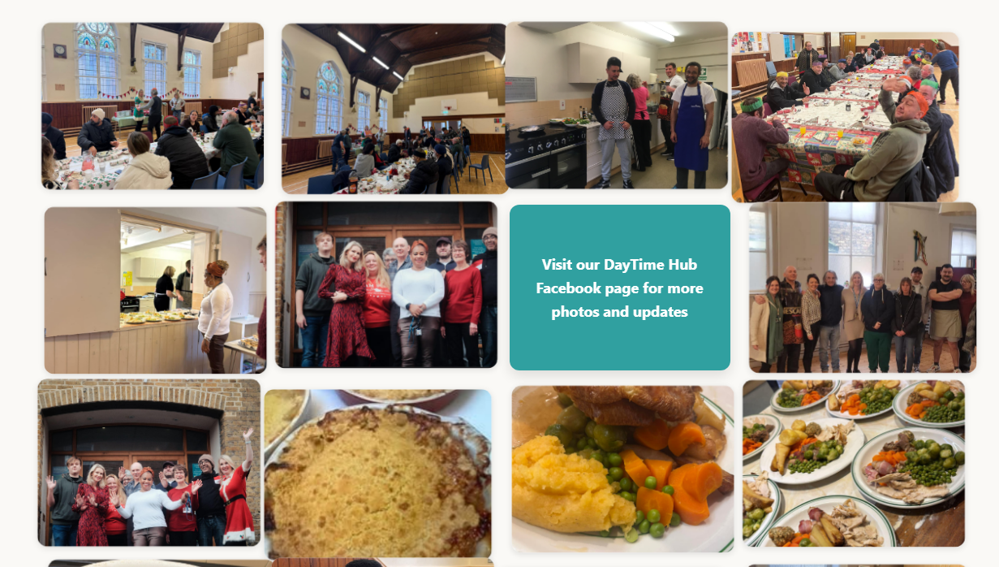 Visit our DayTime Hub
Facebook page for more
photos and updates